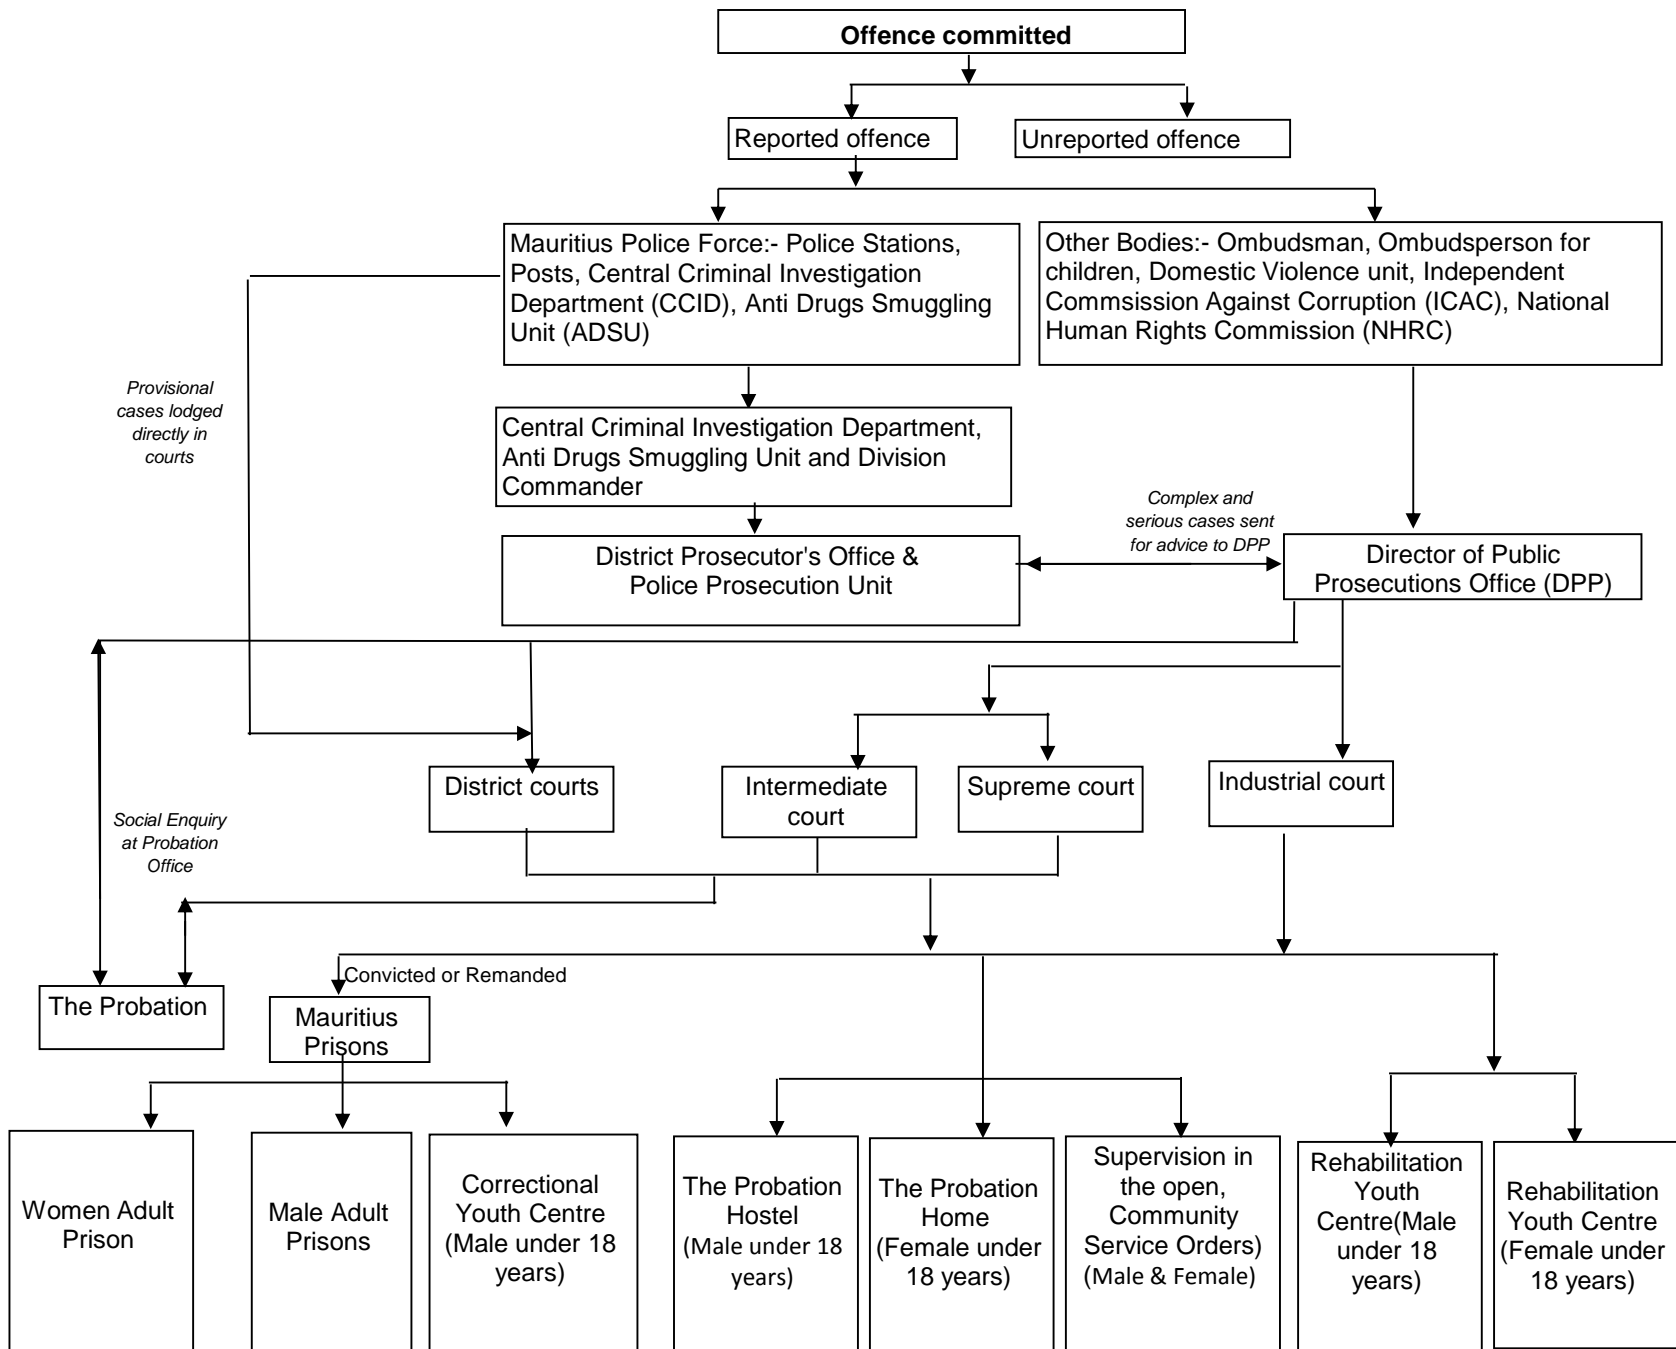 Offence committed
Reported offence
Unreported offence
Mauritius Police Force:- Police Stations,
Posts, Central Criminal Investigation
Department (CCID), Anti Drugs Smuggling
Unit (ADSU)
Other Bodies:- Ombudsman, Ombudsperson for
children, Domestic Violence unit, Independent
Commsission Against Corruption (ICAC), National
Human Rights Commission (NHRC)
Provisional
cases lodged
directly in
courts
Central Criminal Investigation Department,
Anti Drugs Smuggling Unit and Division
Commander
Complex and
serious cases sent
for advice to DPP
District Prosecutor's Office &
Police Prosecution Unit
Director of Public
Prosecutions Office (DPP)
District courts
Intermediate
court
Supreme court
Industrial court
Social Enquiry
at Probation
Office
Convicted or Remanded
The Probation
Mauritius
Prisons
Women Adult
Prison
Male Adult
Prisons
Correctional
Youth Centre
(Male under 18
years)
The Probation
Hostel
(Male under 18
years)
The Probation
Home
(Female under
18 years)
Supervision in
the open,
Community
Service Orders)
(Male & Female)
Rehabilitation
Youth
Centre(Male
under 18
years)
Rehabilitation
Youth Centre
(Female under
18 years)